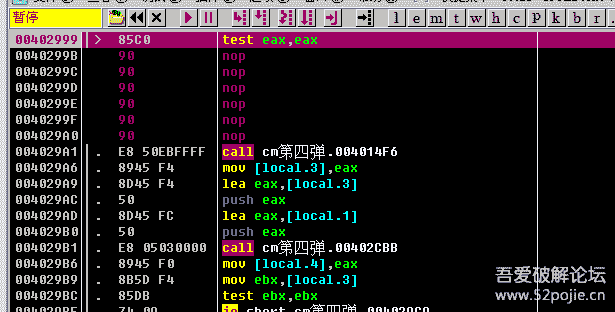 暂停 l e m t w h c p k b r
00402999 > 85C0 test eax,eax
0040299B 90 nop
0040299C 90 nop
0040299D 90 nop
0040299E 90 nop
0040299F 90 nop
004029A0 90 nop
004029A1 . E8 50EBFFFF call cm第四弹.004014F6
004029A6 . 8945 F4 mov [local.3],eax
004029A9 . 8D45 F4 lea eax,[local.3]
004029AC . 50 push eax
004029AD . 8D45 FC lea eax,[local.1]
004029B0 . 50 push eax
004029B1 . E8 05030000 call cm第四弹.00402CBB
004029B6 . 8945 F0 mov [local.4],eax
004029B9 . 8B5D F4 mov ebx,[local.3]
004029BC . 85DB test ebx,ebx
吾爱破解论坛
www.52pojie.cn